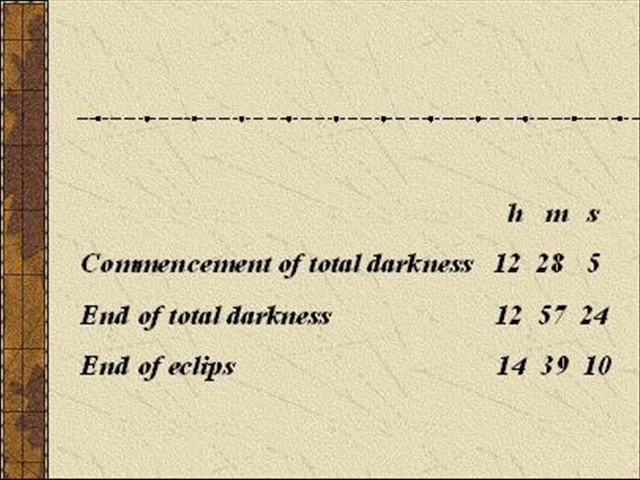 h m s
Commencement of total darkness 12 28 5
End of total darkness 12 57 24
End of eclips 14 39 10